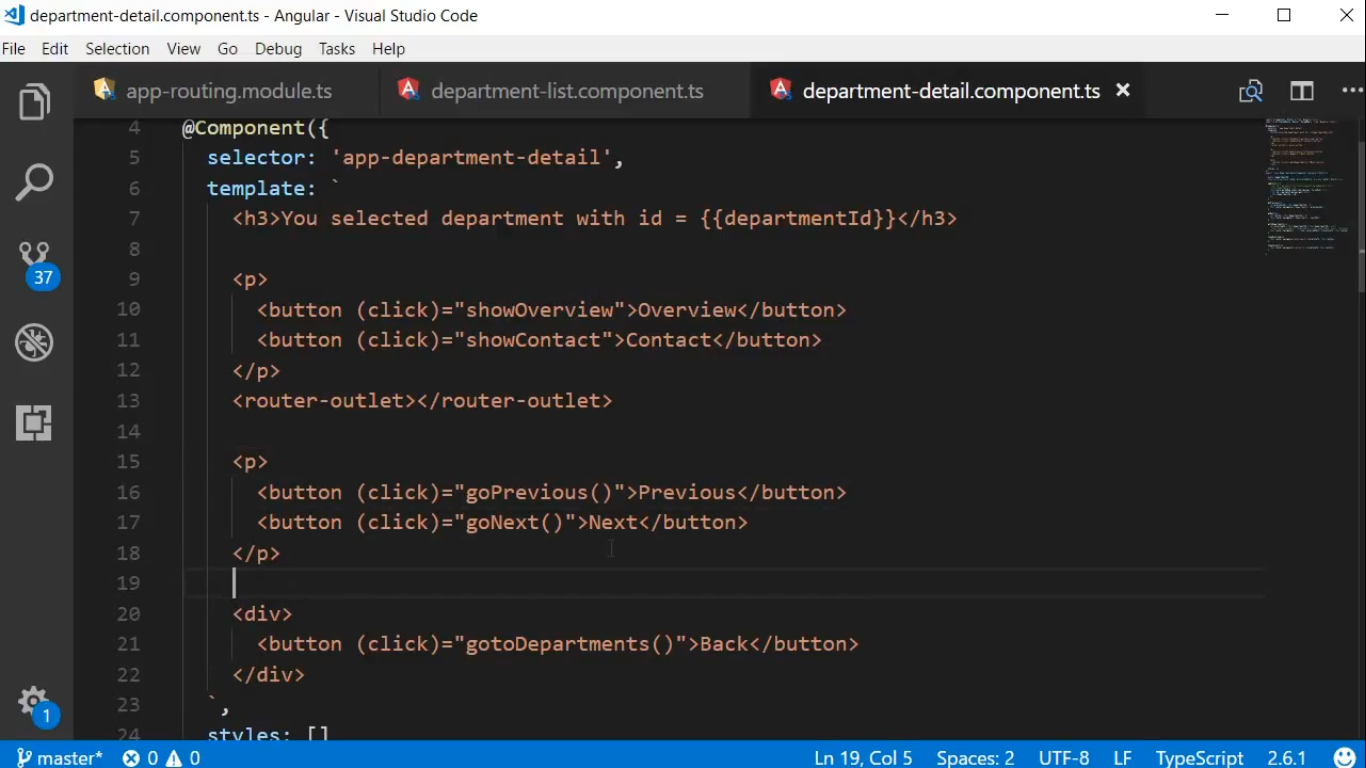 department-detail.component.ts - Angular - Visual Studio Code
File Edit Selection View Go Debug Tasks Help
app-routing.module.ts department-list.component.ts department-detail.component.ts
4 @Component({
5 selector: 'app-department-detail',
6 template: `
7 <h3>You selected department with id = {{departmentId}}</h3>
8
9 <p>
10 <button (click)="showOverview">Overview</button>
11 <button (click)="showContact">Contact</button>
12 </p>
13 <router-outlet></router-outlet>
14
15 <p>
16 <button (click)="goPrevious()">Previous</button>
17 <button (click)="goNext()">Next</button>
18 </p>
19
20 <div>
21 <button (click)="gotoDepartments()">Back</button>
22 </div>
23 `,
24 styles: []
37
1
master* 0 0 Ln 19, Col 5 Spaces: 2 UTF-8 LF TypeScript 2.6.1